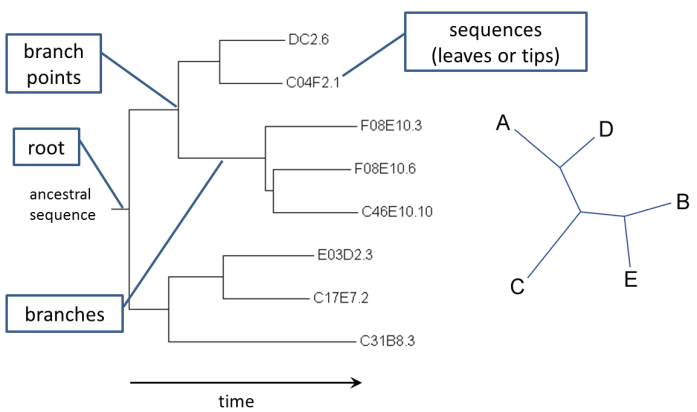 branch
points
root
ancestral
sequence
branches
DC2.6
C04F2.1
F08E10.3
F08E10.6
C46E10.10
E03D2.3
C17E7.2
C31B8.3
time
sequences
(leaves or tips)
A
D
B
C
E